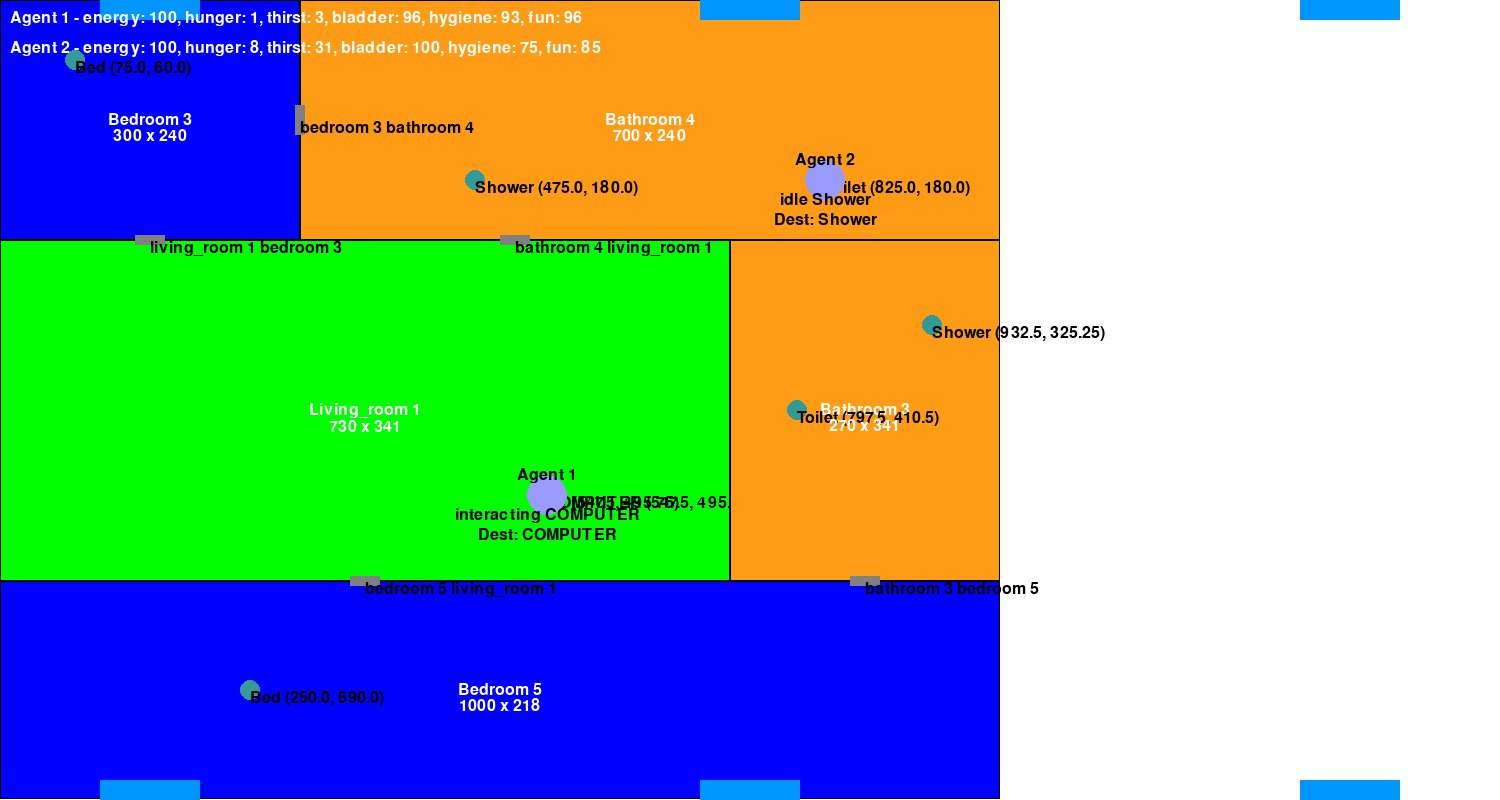 Agent 1 - energy: 100, hunger: 1, thirst: 3, bladder: 96, hygiene: 93, fun: 96
Agent 2 - energy: 100, hunger: 8, thirst: 31, bladder: 100, hygiene: 75, fun: 85
Bed (75.0, 60.0)
Bedroom 3
300 x 240
bedroom 3 bathroom 4
Bathroom 4
700 x 240
Agent 2
Shower (475.0, 180.0)
ilet (825.0, 180.0)
idle Shower
Dest: Shower
living_room 1 bedroom 3
bathroom 4 living_room 1
Shower (932.5, 325.25)
Living_room 1
730 x 341
Bathroom 3
Toilet (797.5, 410.5)
270 x 341
Agent 1
interacting COMPUTER
Dest: COMPUTER
bedroom 5 living_room 1
bathroom 3 bedroom 5
Bed (250.0, 690.0)
Bedroom 5
1000 x 218